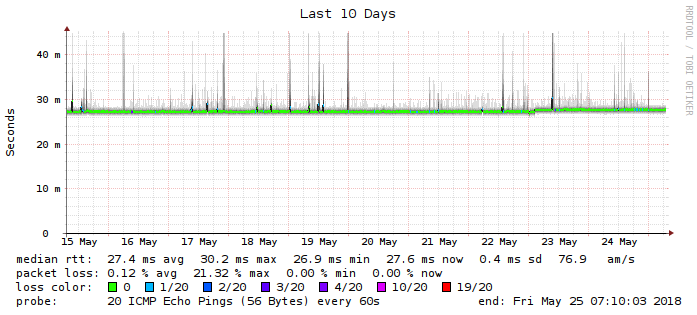 Last 10 Days
RRDTOOL / TOBI OETIKER
Seconds
40 m
30 m
20 m
10 m
0
15 May 16 May 17 May 18 May 19 May 20 May 21 May 22 May 23 May 24 May
median rtt: 27.4 ms avg 30.2 ms max 26.9 ms min 27.6 ms now 0.4 ms sd 76.9 am/s
packet loss: 0.12 % avg 21.32 % max 0.00 % min 0.00 % now
loss color: 0 1/20 2/20 3/20 4/20 10/20 19/20
probe: 20 ICMP Echo Pings (56 Bytes) every 60s end: Fri May 25 07:10:03 2018